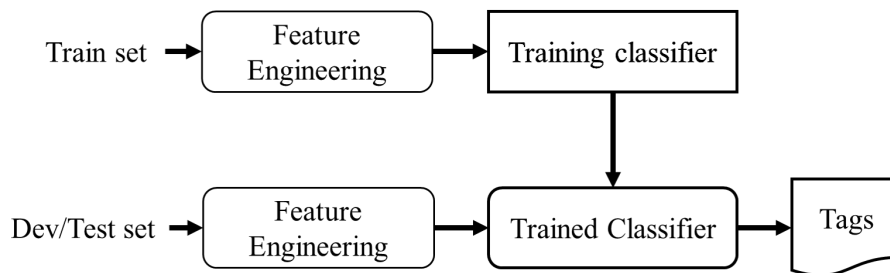 Train set
Feature
Engineering
Training classifier
Dev/Test set
Feature
Engineering
Trained Classifier
Tags